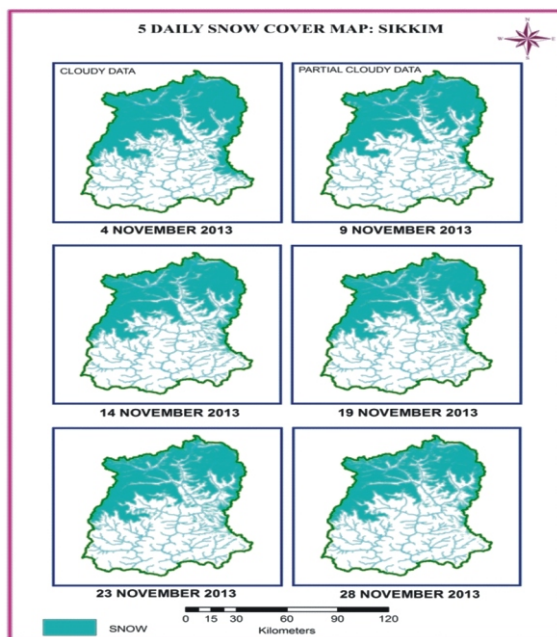 5 DAILY SNOW COVER MAP: SIKKIM
N
W E
S
CLOUDY DATA
PARTIAL CLOUDY DATA
4 NOVEMBER 2013
9 NOVEMBER 2013
14 NOVEMBER 2013
19 NOVEMBER 2013
23 NOVEMBER 2013
28 NOVEMBER 2013
0 15 30 60 90 120
Kilometers
SNOW